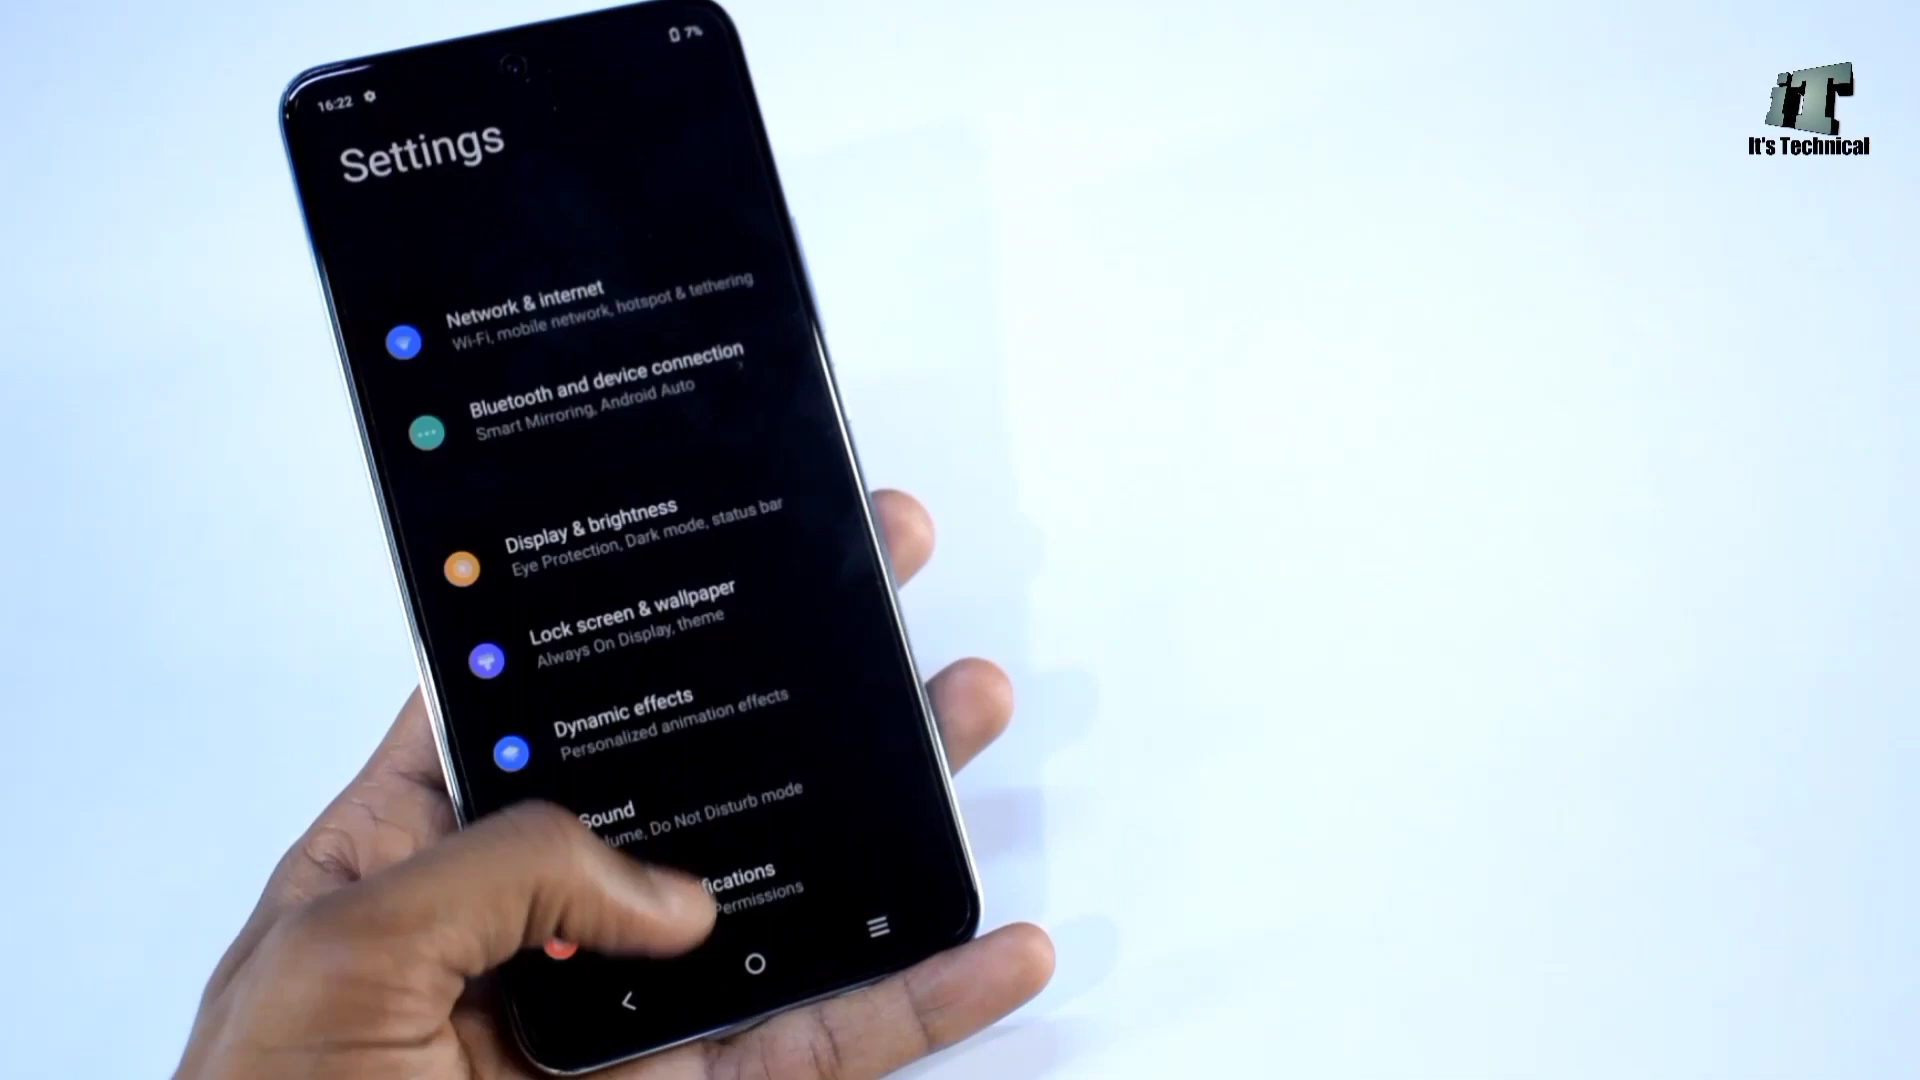 7%
16:22
Settings
Network & internet
Wi-Fi, mobile network, hotspot & tethering
Bluetooth and device connection
Smart Mirroring, Android Auto
Display & brightness
Eye Protection, Dark mode, status bar
Lock screen & wallpaper
Always On Display, theme
Dynamic effects
Personalized animation effects
Sound
lume, Do Not Disturb mode
fications
Permissions
iT
It's Technical